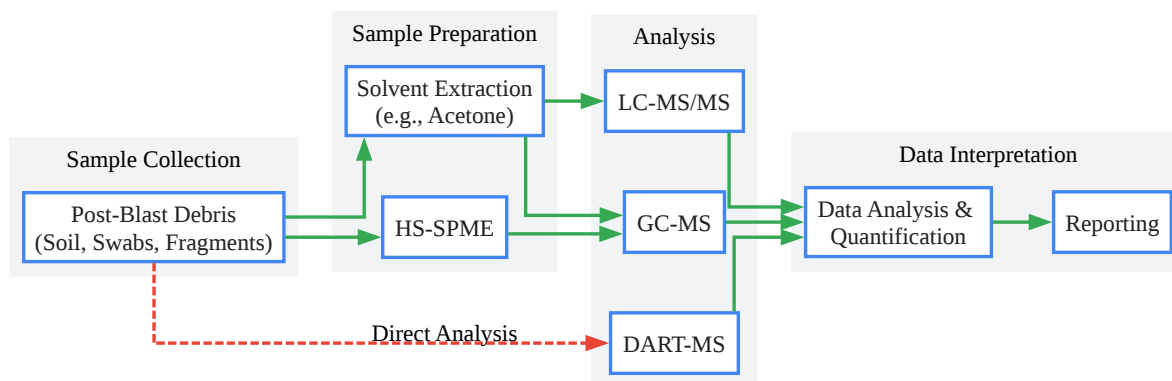 Sample Collection
Post-Blast Debris
(Soil, Swabs, Fragments)
Sample Preparation
Solvent Extraction
(e.g., Acetone)
HS-SPME
Direct Analysis
Analysis
LC-MS/MS
GC-MS
DART-MS
Data Interpretation
Data Analysis &
Quantification
Reporting